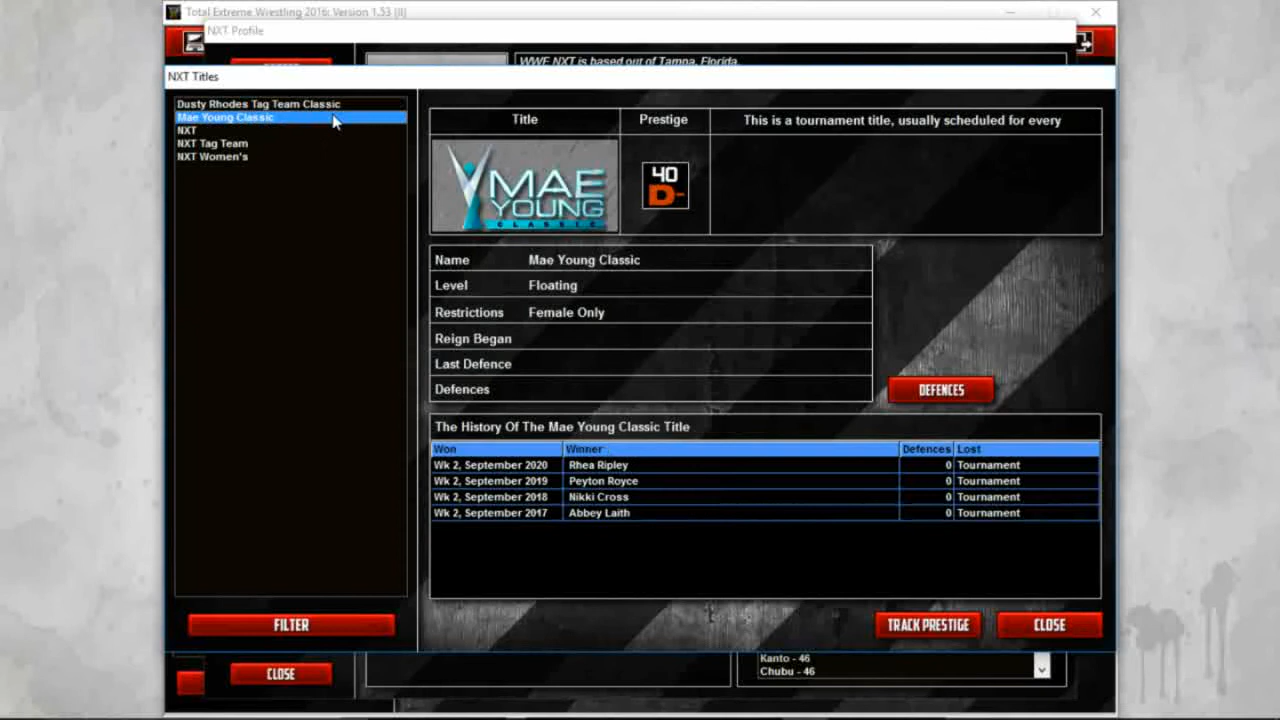 Total Extreme Wrestling 2016: Version 1.53 [II]
NXT Profile
WWE NXT is based out of Tampa, Florida.
NXT Titles
Dusty Rhodes Tag Team Classic
Mae Young Classic
NXT
NXT Tag Team
NXT Women's
FILTER
Title
Prestige
This is a tournament title, usually scheduled for every
MAE
YOUNG
CLASSIC
40
D-
Name Mae Young Classic
Level Floating
Restrictions Female Only
Reign Began
Last Defence
Defences
DEFENCES
The History Of The Mae Young Classic Title
Won Winner Defences Lost
Wk 2, September 2020 Rhea Ripley 0 Tournament
Wk 2, September 2019 Peyton Royce 0 Tournament
Wk 2, September 2018 Nikki Cross 0 Tournament
Wk 2, September 2017 Abbey Laith 0 Tournament
TRACK PRESTIGE
CLOSE
CLOSE
Kanto - 46
Chubu - 46